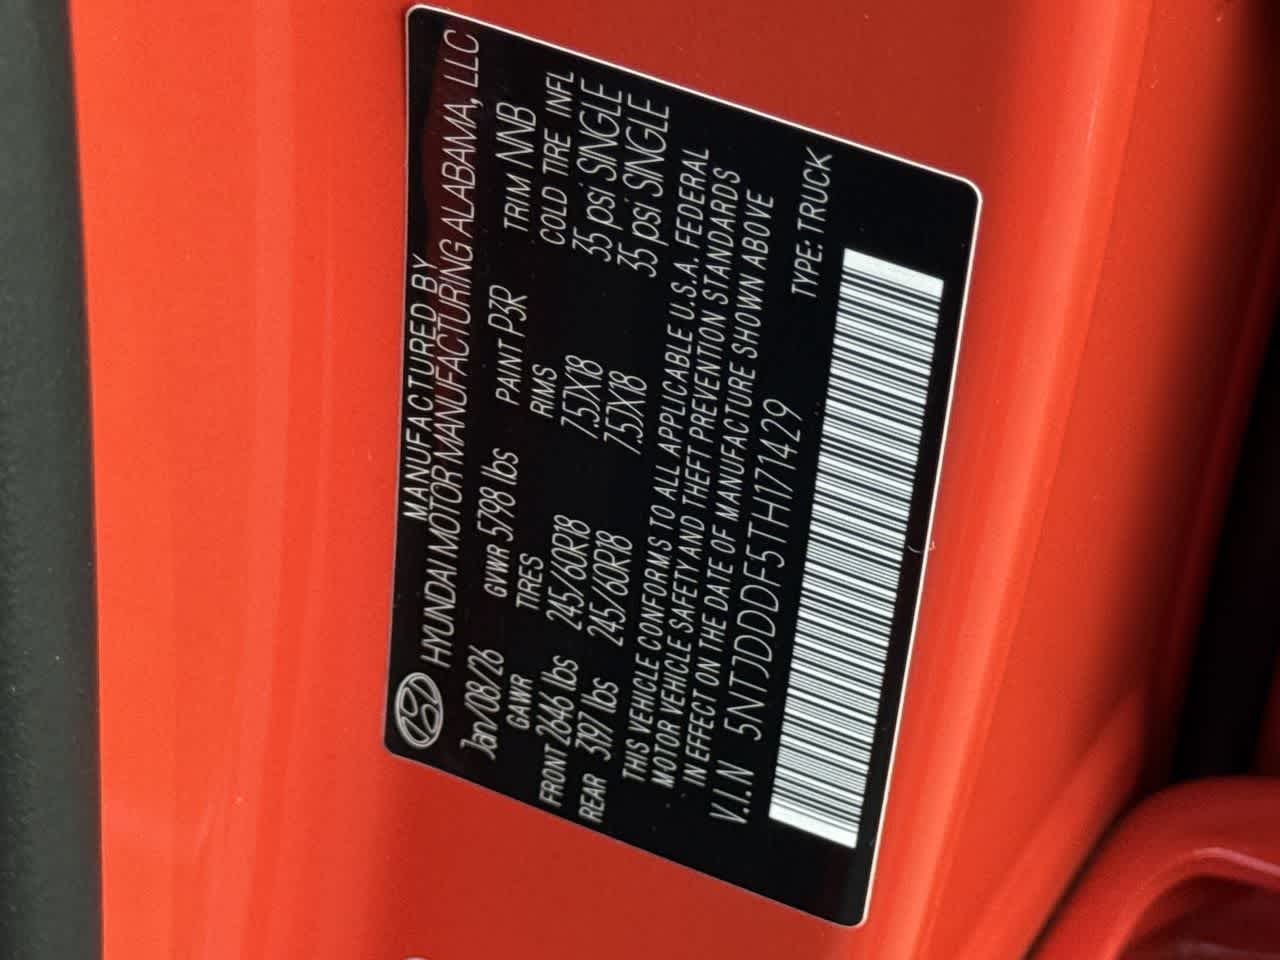 MANUFACTURED BY
HYUNDAI MOTOR MANUFACTURING ALABAMA, LLC
Jan/08/26 GVWR 5798 lbs PAINT P3R TRIM NNB
GAWR TIRES RIMS COLD TIRE INFL
FRONT 2646 lbs 245/60R18 7.5JX18 35 psi SINGLE
REAR 3197 lbs 245/60R18 7.5JX18 35 psi SINGLE
THIS VEHICLE CONFORMS TO ALL APPLICABLE U.S.A. FEDERAL
MOTOR VEHICLE SAFETY AND THEFT PREVENTION STANDARDS
IN EFFECT ON THE DATE OF MANUFACTURE SHOWN ABOVE
V.I.N 5NTJDDDF5TH171429 TYPE: TRUCK